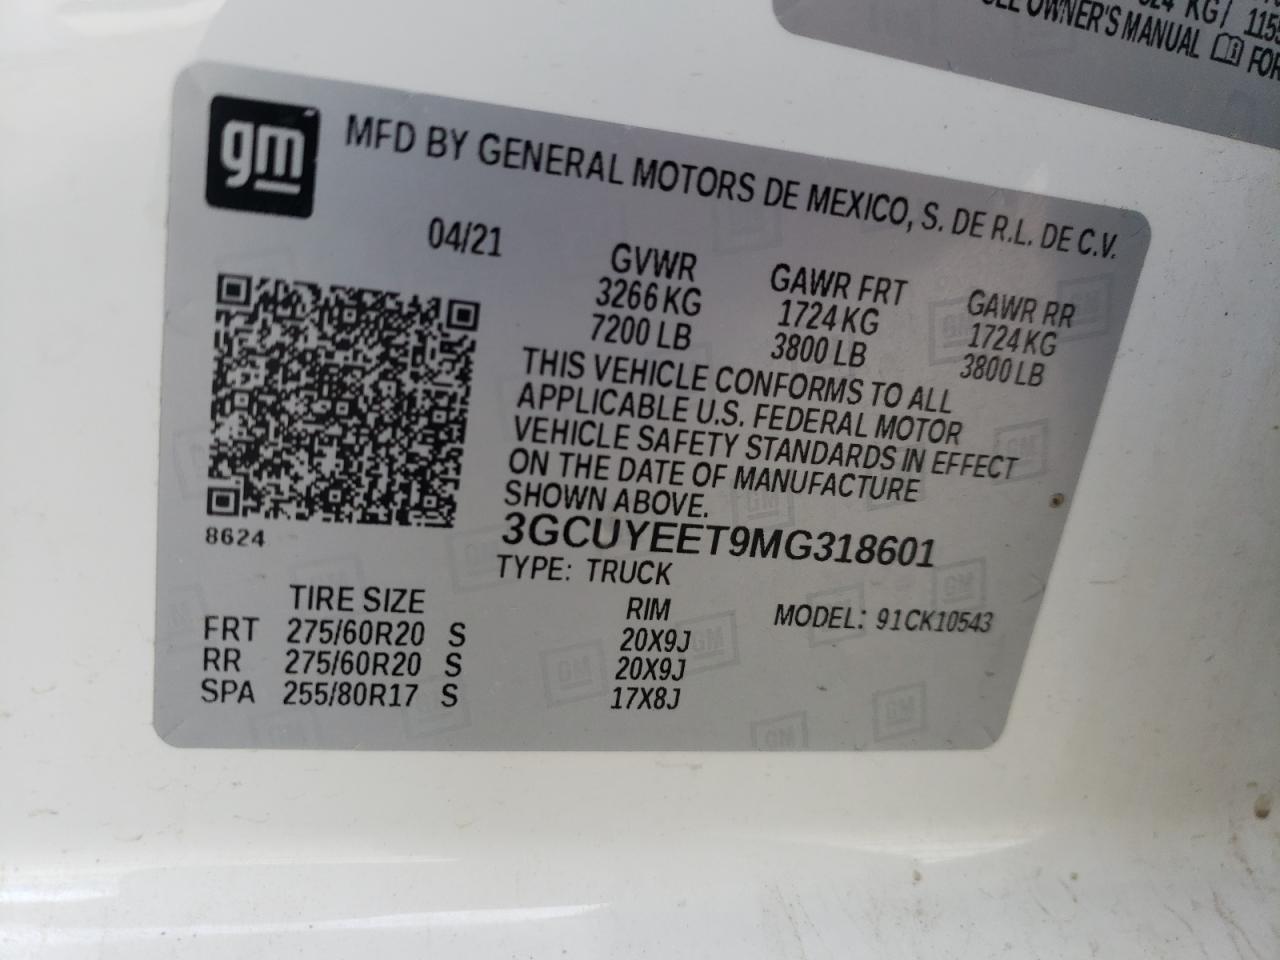 KG/ 115
OWNER'S MANUAL FOR
gm
MFD BY GENERAL MOTORS DE MEXICO, S. DE R.L. DE C.V.
04/21
GVWR GAWR FRT GAWR RR
3266 KG 1724 KG 1724 KG
7200 LB 3800 LB 3800 LB
THIS VEHICLE CONFORMS TO ALL
APPLICABLE U.S. FEDERAL MOTOR
VEHICLE SAFETY STANDARDS IN EFFECT
ON THE DATE OF MANUFACTURE
SHOWN ABOVE.
8624
3GCUYEET9MG318601
TYPE: TRUCK
MODEL: 91CK10543
TIRE SIZE RIM
FRT 275/60R20 S 20X9J
RR 275/60R20 S 20X9J
SPA 255/80R17 S 17X8J